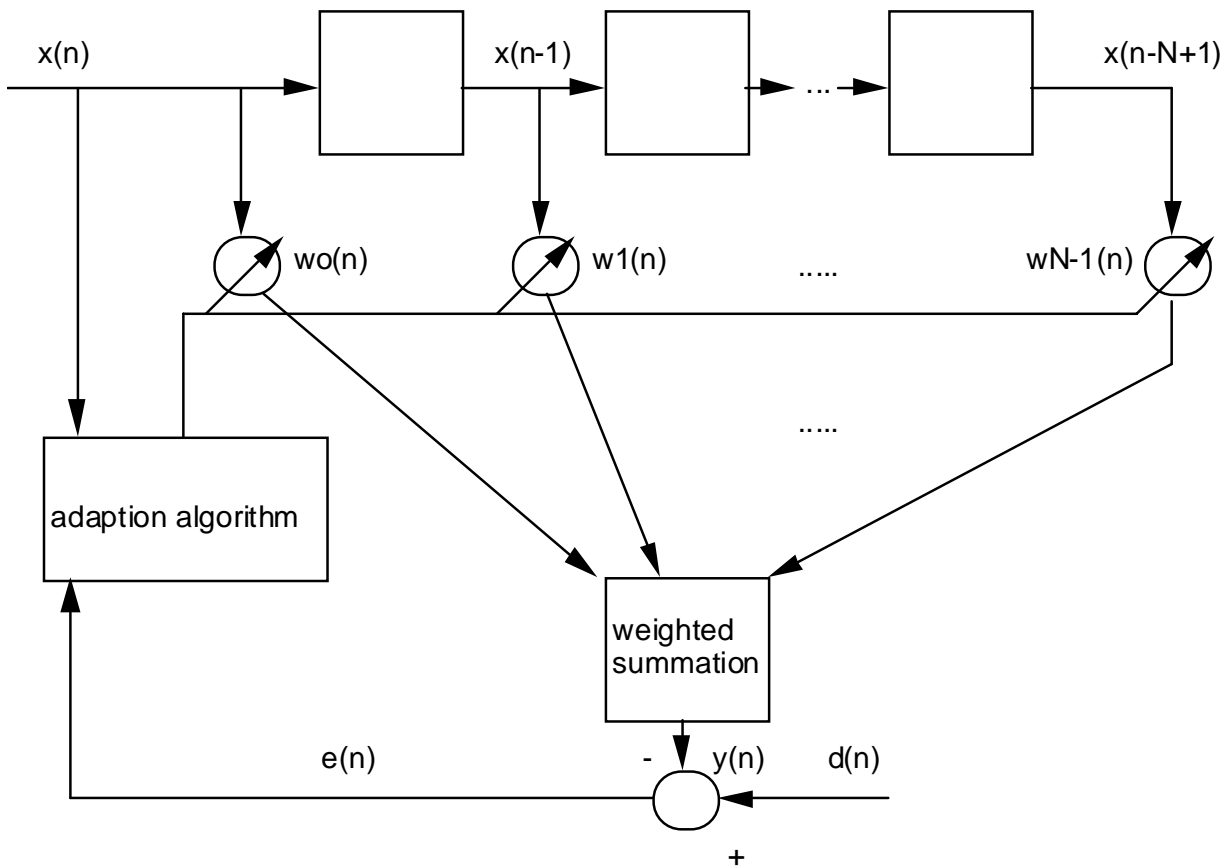 x(n)
x(n-1)
x(n-N+1)
...
wo(n)
w1(n)
.....
wN-1(n)
.....
adaption algorithm
weighted
summation
e(n)
-
y(n)
d(n)
+